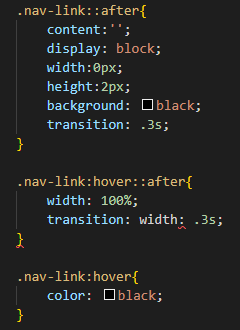 .nav-link::after{
content:'';
display: block;
width:0px;
height:2px;
background: black;
transition: .3s;
}
.nav-link:hover::after{
width: 100%;
transition: width: .3s;
}
.nav-link:hover{
color: black;
}